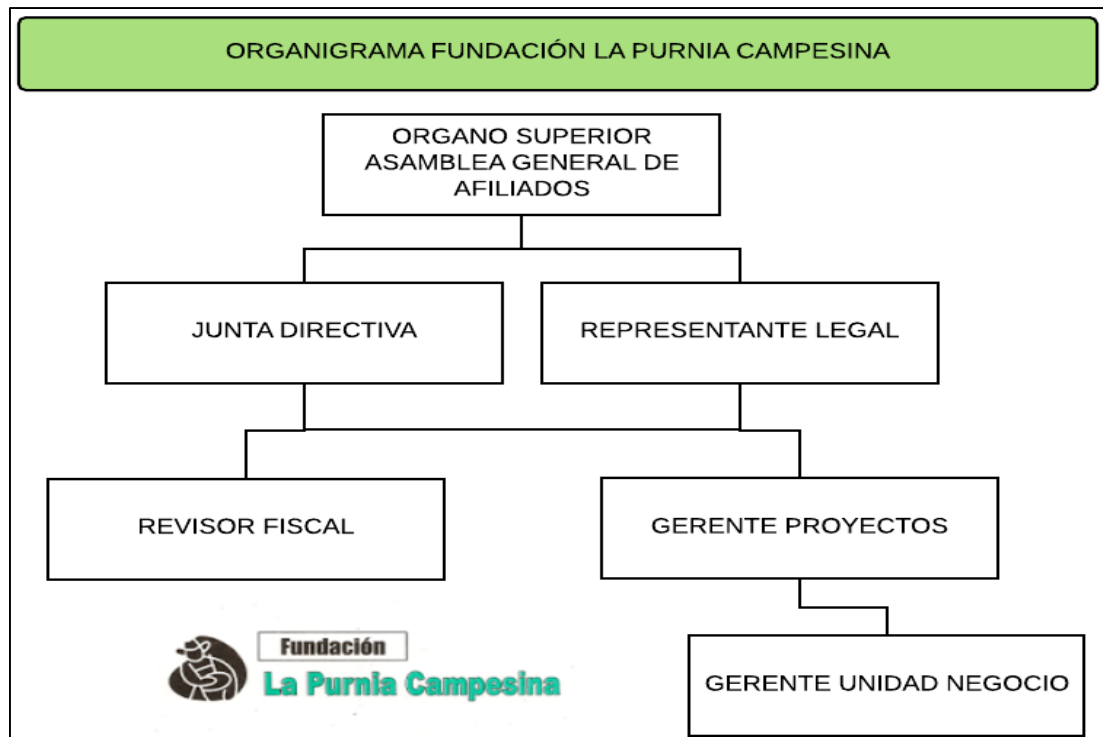 ORGANIGRAMA FUNDACIÓN LA PURNIA CAMPESINA
ORGANO SUPERIOR
ASAMBLEA GENERAL DE
AFILIADOS
JUNTA DIRECTIVA
REPRESENTANTE LEGAL
REVISOR FISCAL
GERENTE PROYECTOS
Fundación
La Purnia Campesina
GERENTE UNIDAD NEGOCIO